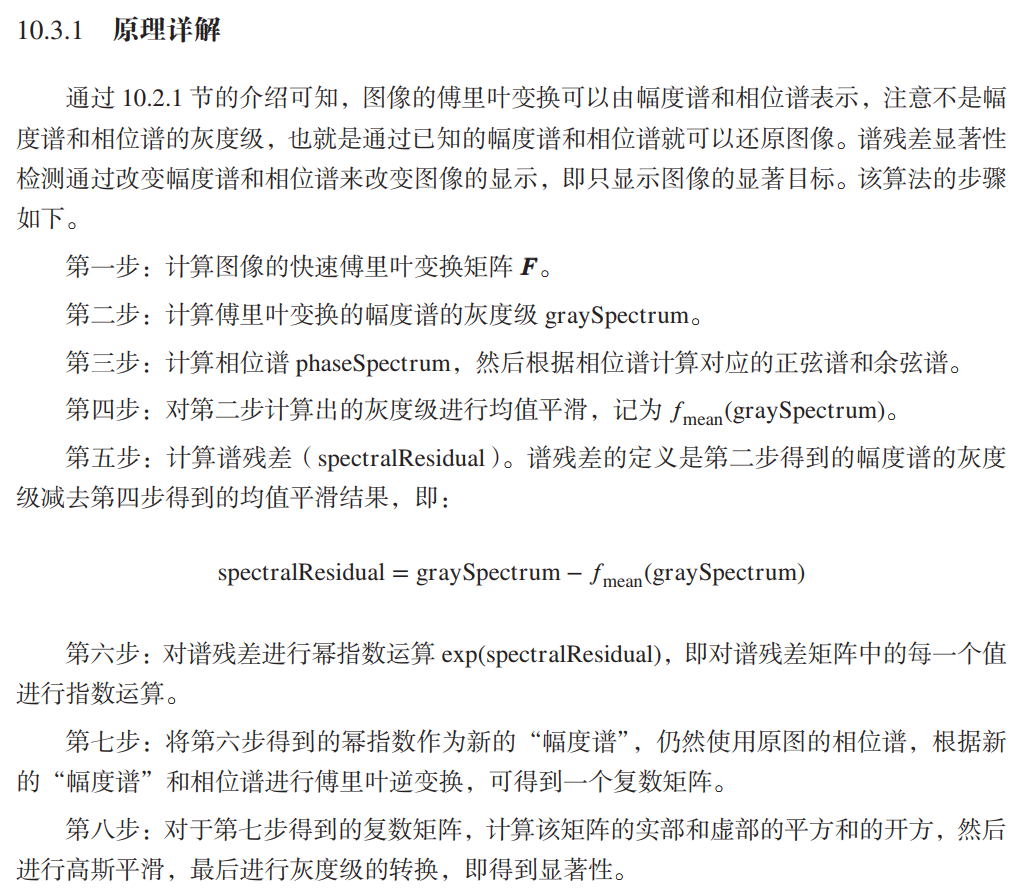 10.3.1 原理详解
通过 10.2.1 节的介绍可知，图像的傅里叶变换可以由幅度谱和相位谱表示，注意不是幅
度谱和相位谱的灰度级，也就是通过已知的幅度谱和相位谱就可以还原图像。谱残差显著性
检测通过改变幅度谱和相位谱来改变图像的显示，即只显示图像的显著目标。该算法的步骤
如下。
第一步：计算图像的快速傅里叶变换矩阵 F。
第二步：计算傅里叶变换的幅度谱的灰度级 graySpectrum。
第三步：计算相位谱 phaseSpectrum，然后根据相位谱计算对应的正弦谱和余弦谱。
第四步：对第二步计算出的灰度级进行均值平滑，记为 f_mean(graySpectrum)。
第五步：计算谱残差（spectralResidual）。谱残差的定义是第二步得到的幅度谱的灰度
级减去第四步得到的均值平滑结果，即：
spectralResidual = graySpectrum − f_mean(graySpectrum)
第六步：对谱残差进行幂指数运算 exp(spectralResidual)，即对谱残差矩阵中的每一个值
进行指数运算。
第七步：将第六步得到的幂指数作为新的“幅度谱”，仍然使用原图的相位谱，根据新
的“幅度谱”和相位谱进行傅里叶逆变换，可得到一个复数矩阵。
第八步：对于第七步得到的复数矩阵，计算该矩阵的实部和虚部的平方和的开方，然后
进行高斯平滑，最后进行灰度级的转换，即得到显著性。